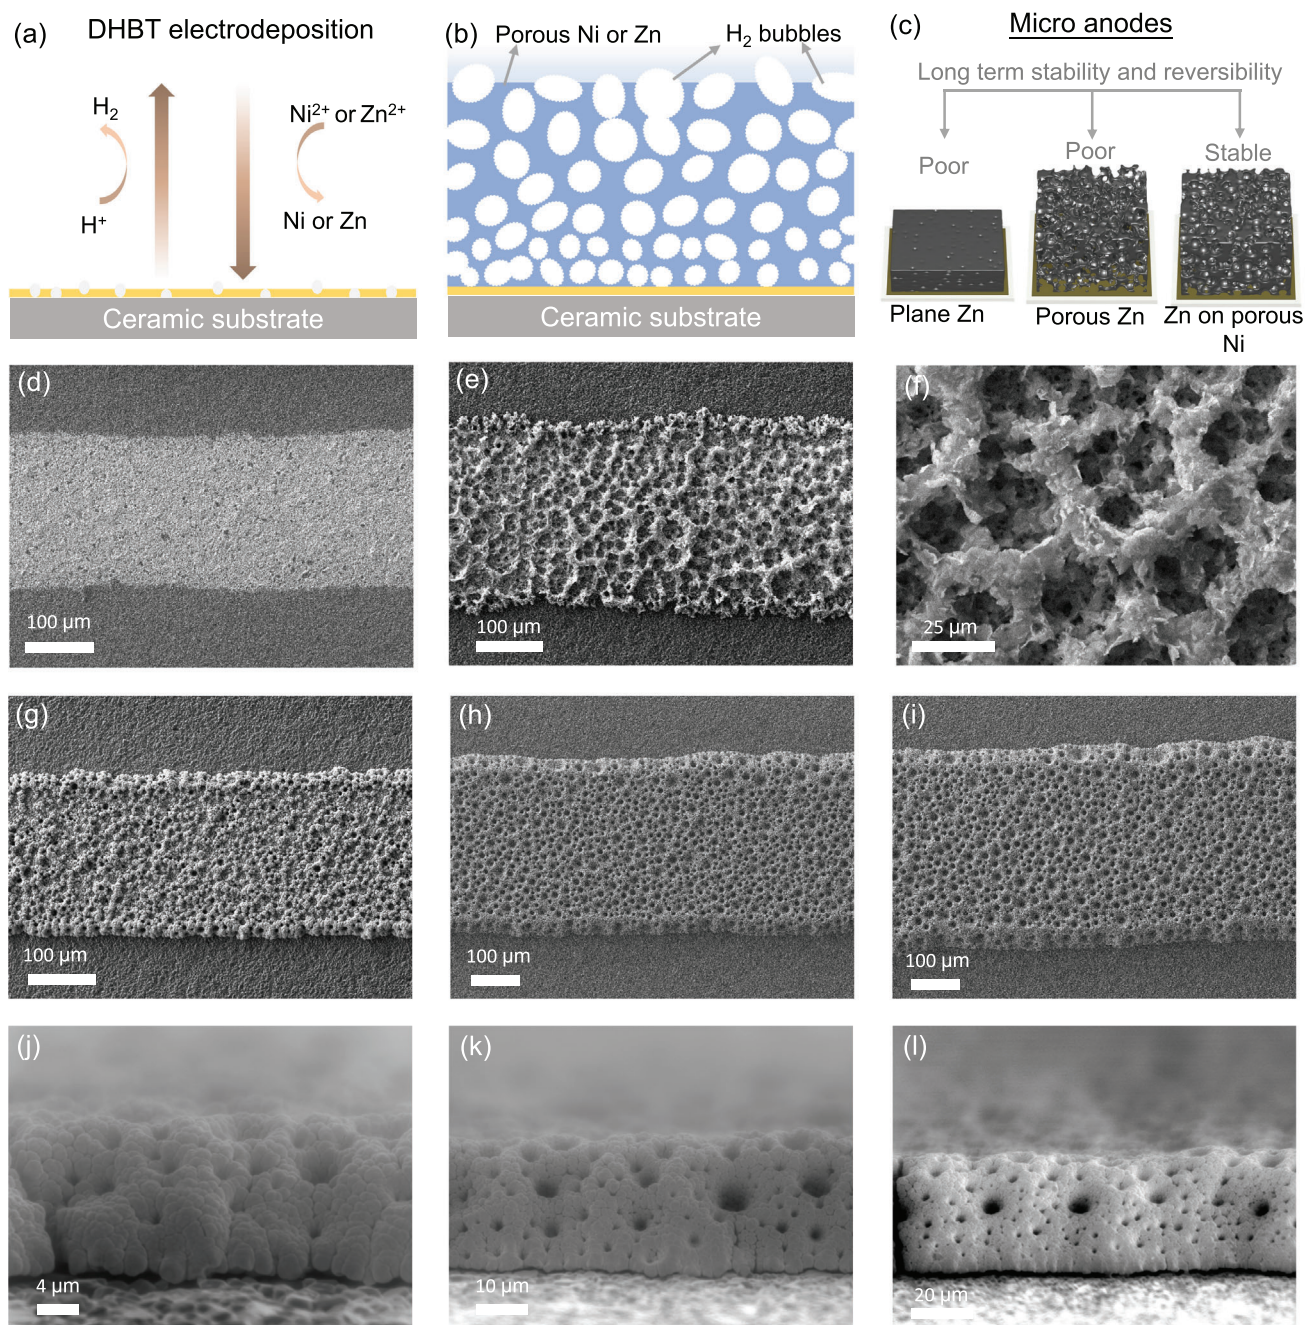 (a) DHBT electrodeposition
H₂
Ni²⁺ or Zn²⁺
H⁺
Ni or Zn
Ceramic substrate
(b)
Porous Ni or Zn
H₂ bubbles
Ceramic substrate
(c) Micro anodes
Long term stability and reversibility
Poor
Poor
Stable
Plane Zn
Porous Zn
Zn on porous
Ni
(d)
100 µm
(e)
100 µm
(f)
25 µm
(g)
100 µm
(h)
100 µm
(i)
100 µm
(j)
4 µm
(k)
10 µm
(l)
20 µm